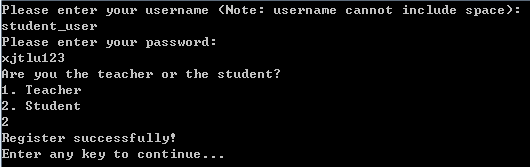 Please enter your username (Note: username cannot include space):
student_user
Please enter your password:
xjtlu123
Are you the teacher or the student?
1. Teacher
2. Student
2
Register successfully!
Enter any key to continue...